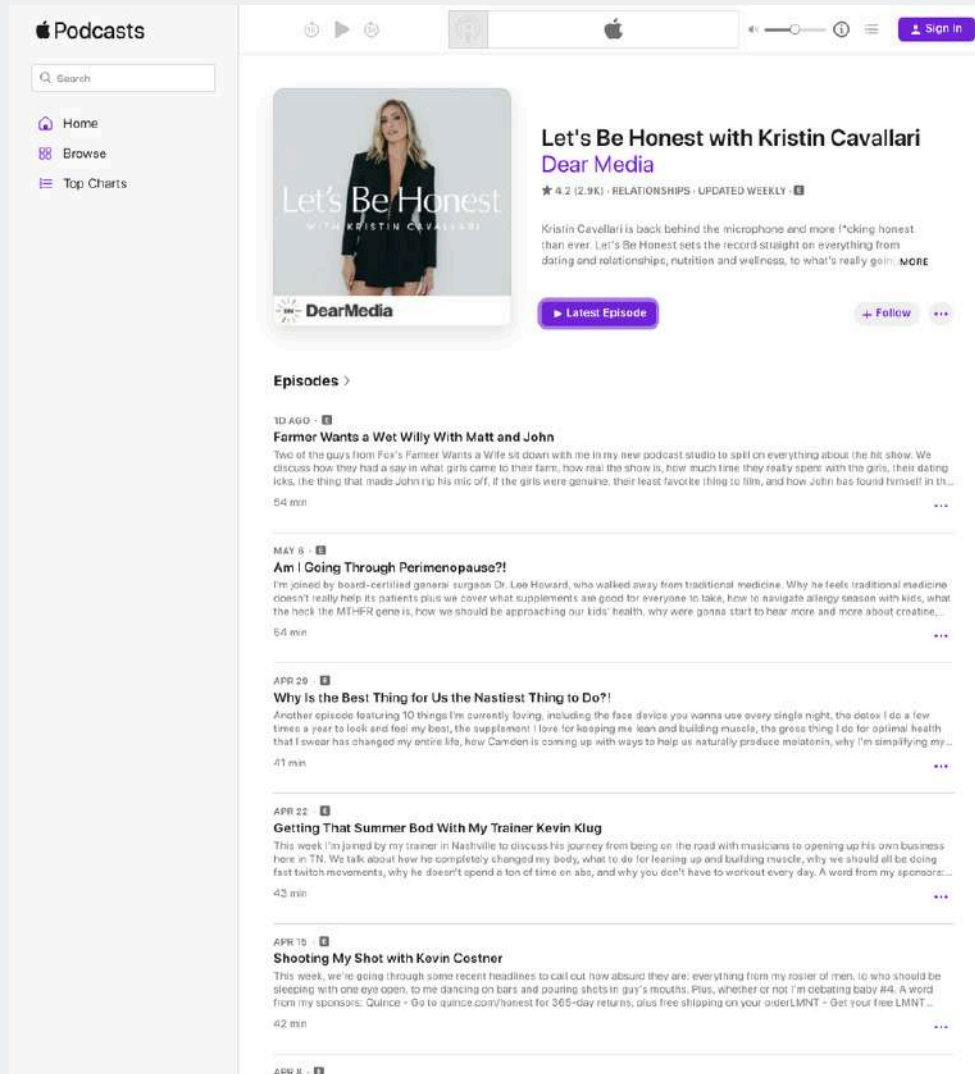 Podcasts
Search
Home
Browse
Top Charts
Sign In
Let's Be Honest
WITH KRISTIN CAVALLARI
DearMedia
Let's Be Honest with Kristin Cavallari
Dear Media
4.2 (2.9K) · RELATIONSHIPS · UPDATED WEEKLY · E
Kristin Cavallari is back behind the microphone and more f*cking honest
than ever. Let's Be Honest sets the record straight on everything from
dating and relationships, nutrition and wellness, to what's really goin MORE
Latest Episode
+ Follow
Episodes
1D AGO · E
Farmer Wants a Wet Willy With Matt and John
Two of the guys from Fox's Farmer Wants a Wife sit down with me in my new podcast studio to spill on everything about the hit show. We
discuss how they had a say in what girls came to their farm, how real the show is, how much time they really spent with the girls, their dating
icks, the thing that made John rip his mic off, if the girls were genuine, their least favorite thing to film, and how John has found himself in th...
54 min
MAY 6 · E
Am I Going Through Perimenopause?!
I'm joined by board-certified general surgeon Dr. Lee Howard, who walked away from traditional medicine. Why he feels traditional medicine
doesn't really help its patients plus we cover what supplements are good for everyone to take, how to navigate allergy season with kids, what
the heck the MTHFR gene is, how we should be approaching our kids' health, why were gonna start to hear more and more about creatine,...
54 min
APR 29 · E
Why Is the Best Thing for Us the Nastiest Thing to Do?!
Another episode featuring 10 things I'm currently loving, including the face device you wanna use every single night, the detox I do a few
times a year to look and feel my best, the supplement I love for keeping me lean and building muscle, the gross thing I do for optimal health
that I swear has changed my entire life, how Camden is coming up with ways to help us naturally produce melatonin, why I'm simplifying my...
41 min
APR 22 · E
Getting That Summer Bod With My Trainer Kevin Klug
This week I'm joined by my trainer in Nashville to discuss his journey from being on the road with musicians to opening up his own business
here in TN. We talk about how he completely changed my body, what to do for leaning up and building muscle, why we should all be doing
fast twitch movements, why he doesn't spend a ton of time on abs, and why you don't have to workout every day. A word from my sponsors:...
43 min
APR 15 · E
Shooting My Shot with Kevin Costner
This week, we're going through some recent headlines to call out how absurd they are: everything from my roster of men, to who should be
sleeping with one eye open, to me dancing on bars and pouring shots in guy's mouths. Plus, whether or not I'm debating baby #4. A word
from my sponsors: Quince - Go to quince.com/honest for 365-day returns, plus free shipping on your orderLMNT - Get your free LMNT...
42 min
APR 8 · E